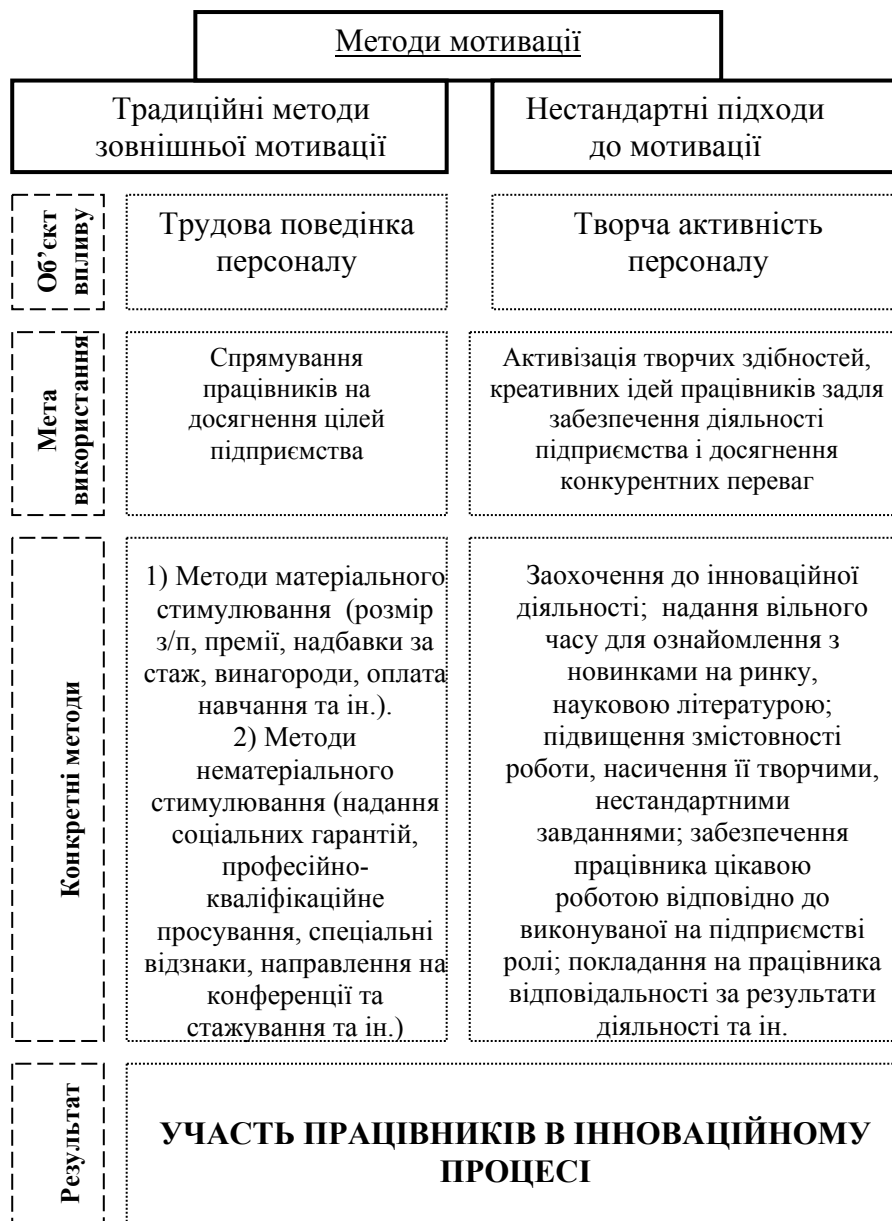 Методи мотивації
Традиційні методи
зовнішньої мотивації
Нестандартні підходи
до мотивації
Об’єкт
впливу
Трудова поведінка
персоналу
Творча активність
персоналу
Мета
використання
Спрямування
працівників на
досягнення цілей
підприємства
Активізація творчих здібностей,
креативних ідей працівників задля
забезпечення діяльності
підприємства і досягнення
конкурентних переваг
Конкретні методи
1) Методи матеріального
стимулювання (розмір
з/п, премії, надбавки за
стаж, винагороди, оплата
навчання та ін.).
2) Методи
нематеріального
стимулювання (надання
соціальних гарантій,
професійно-
кваліфікаційне
просування, спеціальні
відзнаки, направлення на
конференції та
стажування та ін.)
Заохочення до інноваційної
діяльності; надання вільного
часу для ознайомлення з
новинками на ринку,
науковою літературою;
підвищення змістовності
роботи, насичення її творчими,
нестандартними
завданнями; забезпечення
працівника цікавою
роботою відповідно до
виконуваної на підприємстві
ролі; покладання на працівника
відповідальності за результати
діяльності та ін.
Результат
УЧАСТЬ ПРАЦІВНИКІВ В ІННОВАЦІЙНОМУ
ПРОЦЕСІ